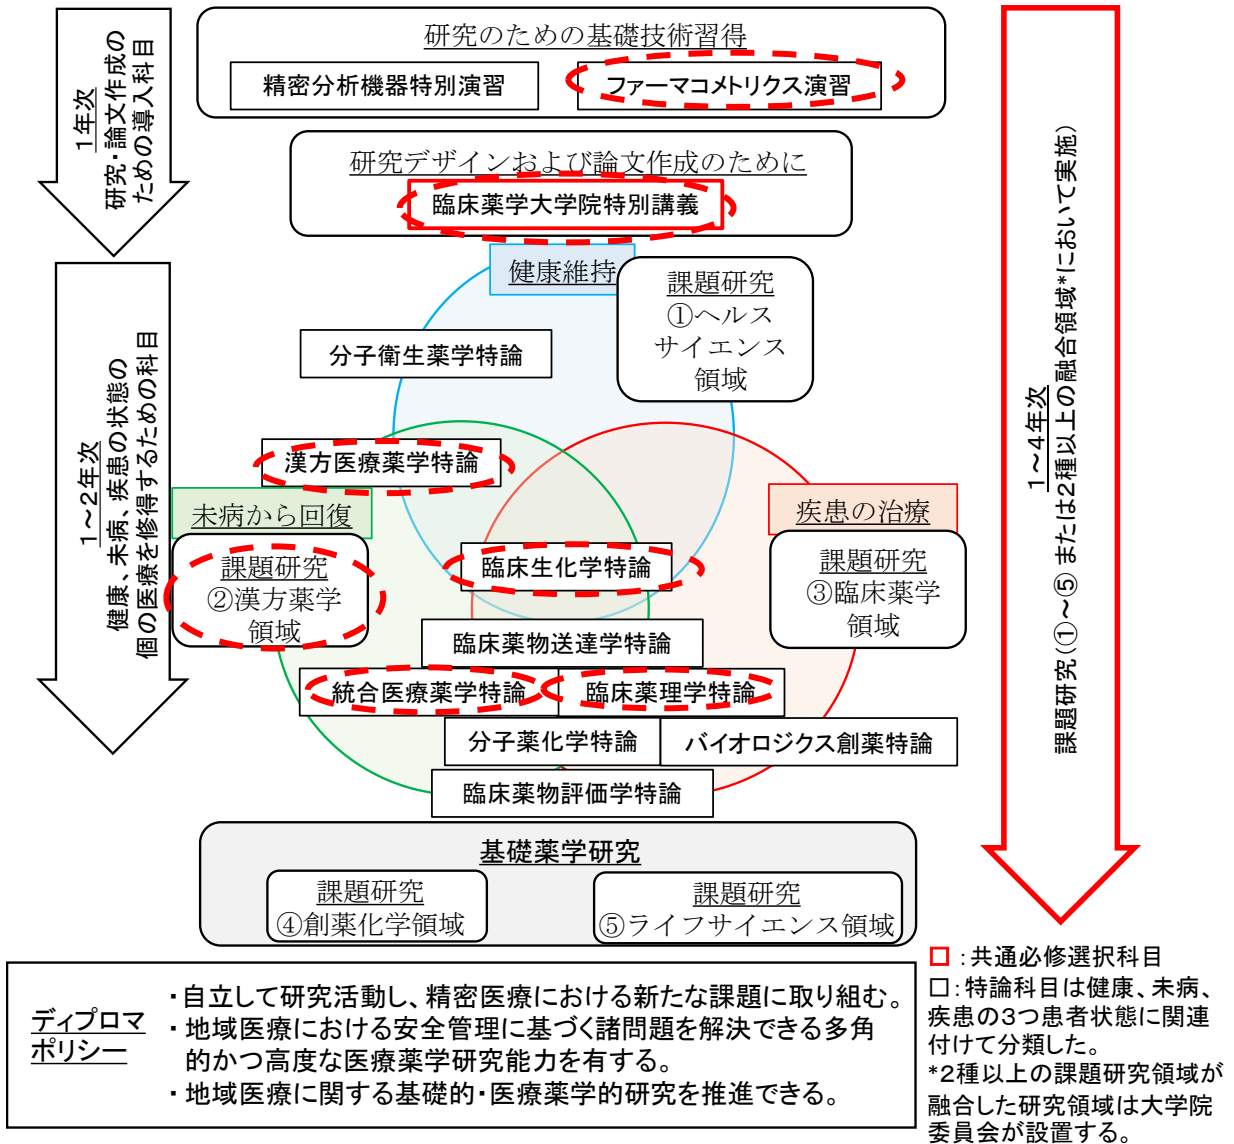 1年次
研究・論文作成の
ための導入科目
研究のための基礎技術習得
精密分析機器特別演習
ファーマコメトリクス演習
研究デザインおよび論文作成のために
臨床薬学大学院特別講義
1～2年次
健康、未病、疾患の状態の
個の医療を修得するための科目
健康維持
課題研究
①ヘルス
サイエンス
領域
分子衛生薬学特論
漢方医療薬学特論
未病から回復
課題研究
②漢方薬学
領域
疾患の治療
課題研究
③臨床薬学
領域
臨床生化学特論
臨床薬物送達学特論
統合医療薬学特論
臨床薬理学特論
分子薬化学特論
バイオロジクス創薬特論
臨床薬物評価学特論
基礎薬学研究
課題研究
④創薬化学領域
課題研究
⑤ライフサイエンス領域
1～4年次
課題研究(①～⑤ または2種以上の融合領域*において実施)
ディプロマ
ポリシー
・自立して研究活動し、精密医療における新たな課題に取り組む。
・地域医療における安全管理に基づく諸問題を解決できる多角
的かつ高度な医療薬学研究能力を有する。
・地域医療に関する基礎的・医療薬学的研究を推進できる。
□：共通必修選択科目
□：特論科目は健康、未病、
疾患の3つ患者状態に関連
付けて分類した。
*2種以上の課題研究領域が
融合した研究領域は大学院
委員会が設置する。